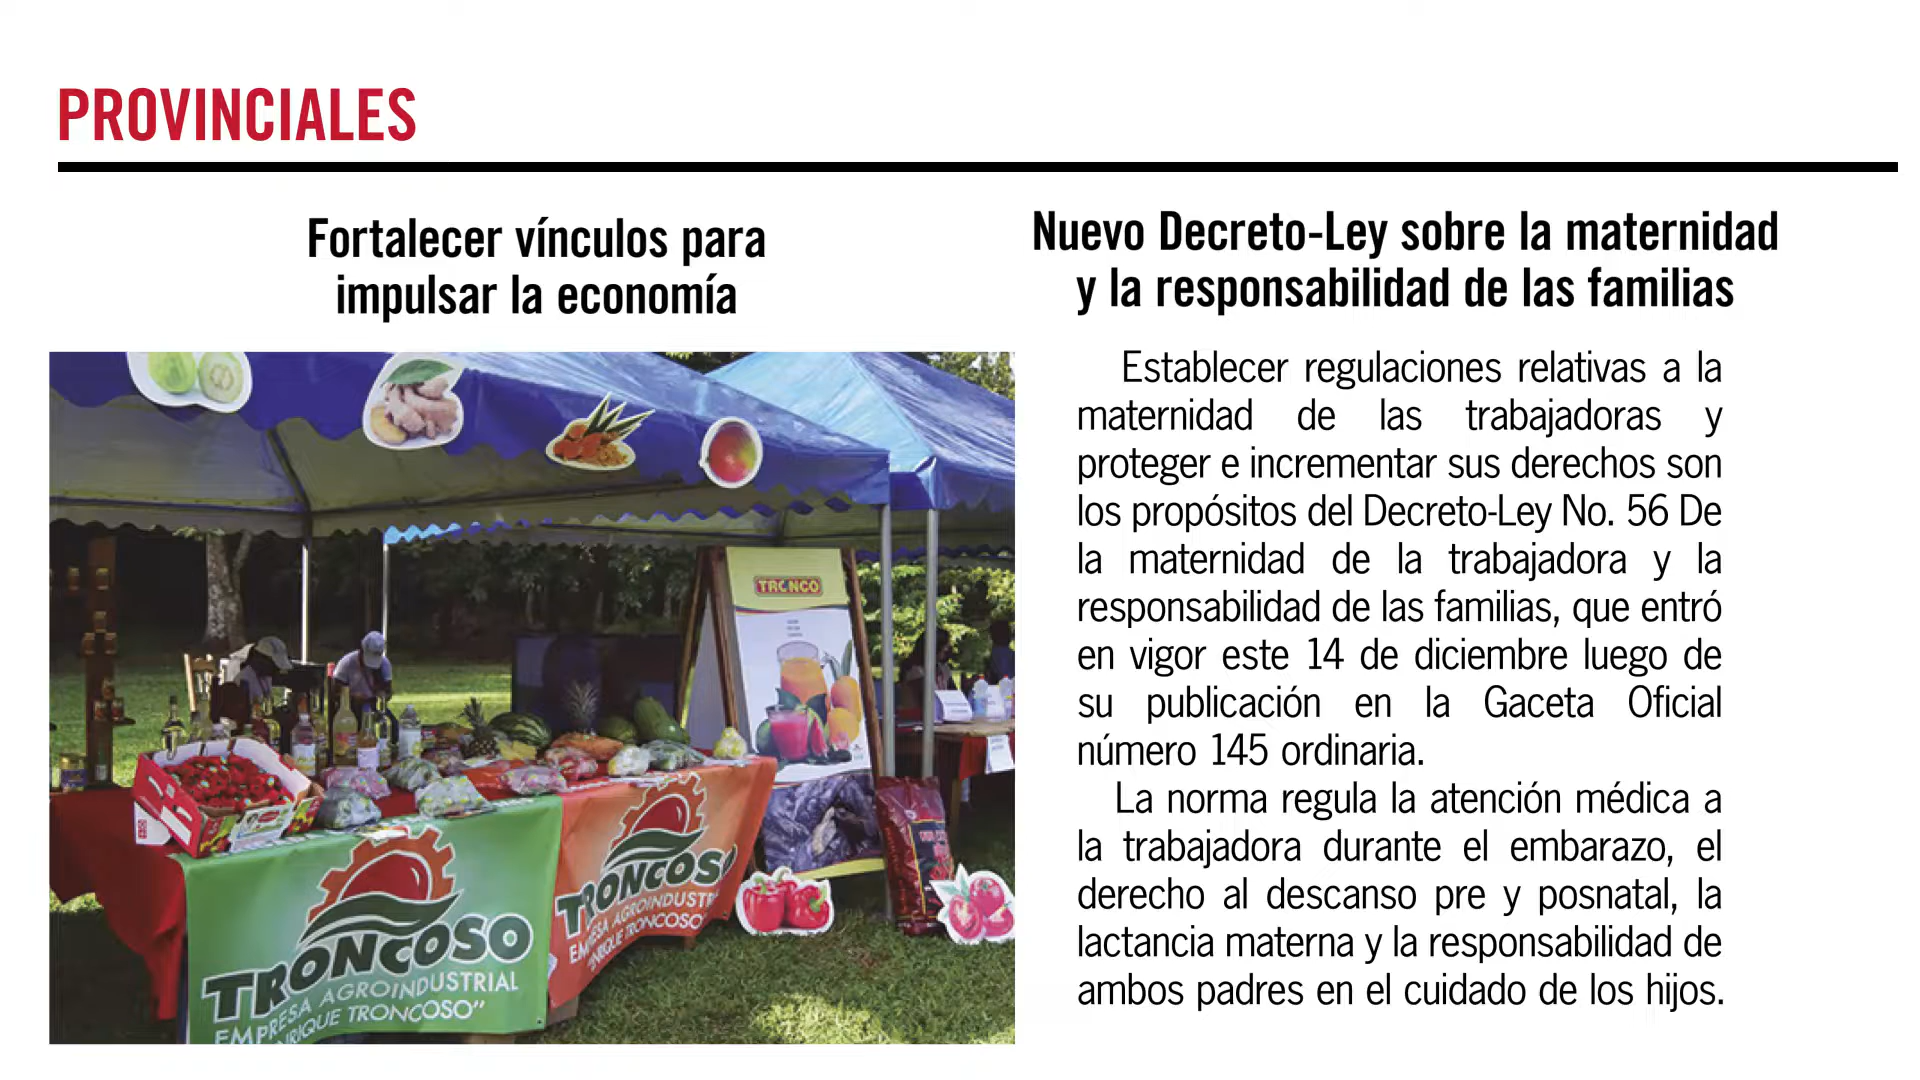 PROVINCIALES
Fortalecer vínculos para
impulsar la economía
TRONCOSO
EMPRESA AGROINDUSTRIAL
"ENRIQUE TRONCOSO"
TRONCOS
EMPRESA AGROINDUSTR
"ENRIQUE TRONCOSO"
Nuevo Decreto-Ley sobre la maternidad
y la responsabilidad de las familias
Establecer regulaciones relativas a la
maternidad de las trabajadoras y
proteger e incrementar sus derechos son
los propósitos del Decreto-Ley No. 56 De
la maternidad de la trabajadora y la
responsabilidad de las familias, que entró
en vigor este 14 de diciembre luego de
su publicación en la Gaceta Oficial
número 145 ordinaria.
La norma regula la atención médica a
la trabajadora durante el embarazo, el
derecho al descanso pre y posnatal, la
lactancia materna y la responsabilidad de
ambos padres en el cuidado de los hijos.